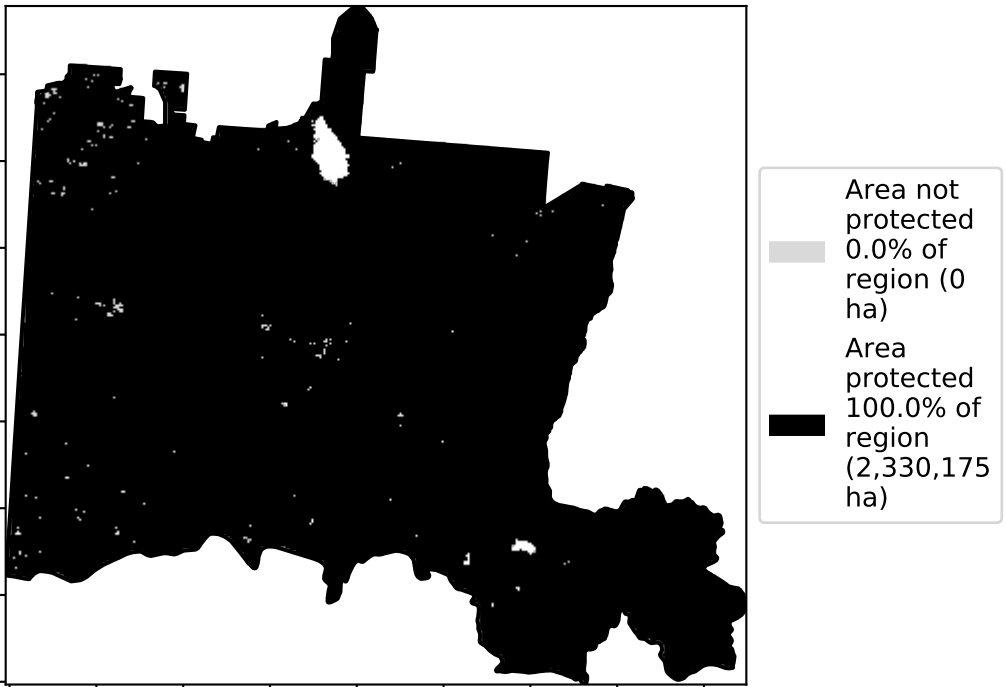 Area not
protected
0.0% of
region (0
ha)
Area
protected
100.0% of
region
(2,330,175
ha)